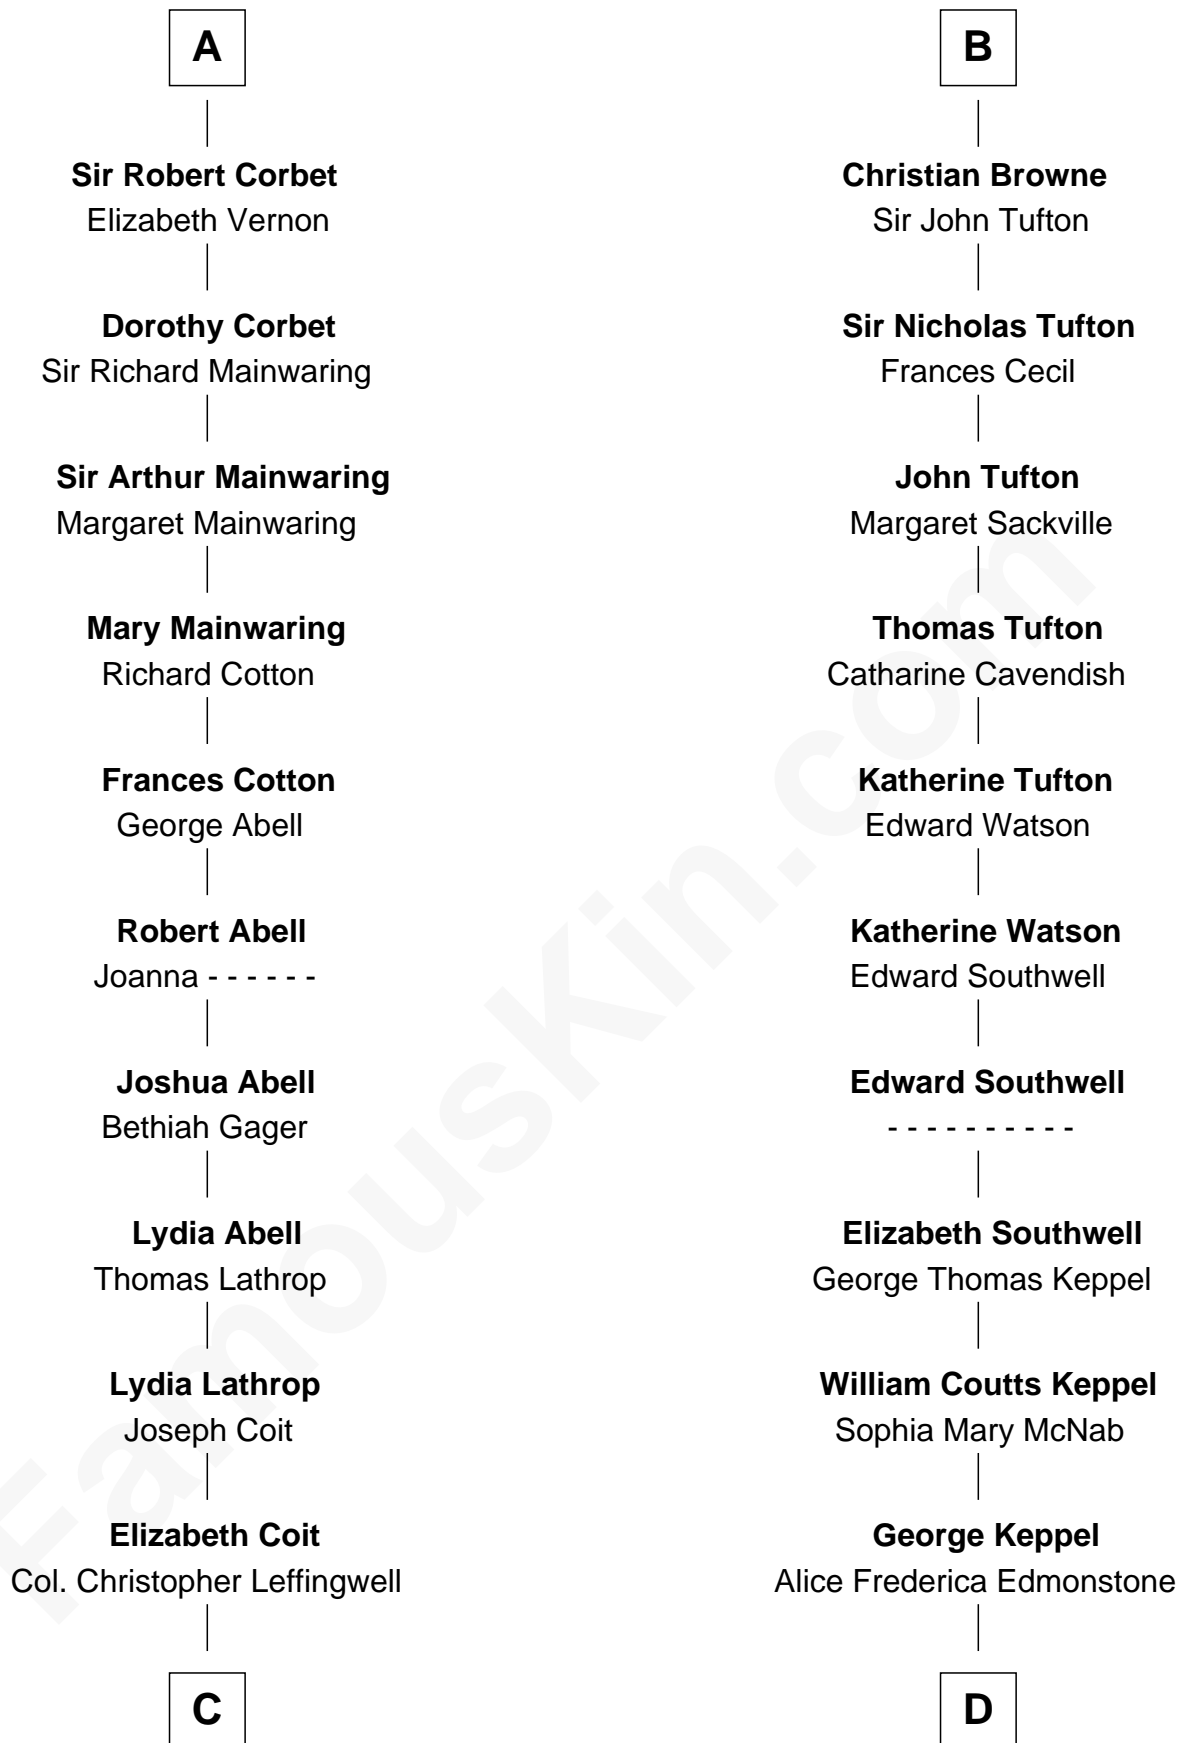 A
Sir Robert Corbet
Elizabeth Vernon
Dorothy Corbet
Sir Richard Mainwaring
Sir Arthur Mainwaring
Margaret Mainwaring
Mary Mainwaring
Richard Cotton
Frances Cotton
George Abell
Robert Abell
Joanna - - - - - -
Joshua Abell
Bethiah Gager
Lydia Abell
Thomas Lathrop
Lydia Lathrop
Joseph Coit
Elizabeth Coit
Col. Christopher Leffingwell
C
B
Christian Browne
Sir John Tufton
Sir Nicholas Tufton
Frances Cecil
John Tufton
Margaret Sackville
Thomas Tufton
Catharine Cavendish
Katherine Tufton
Edward Watson
Katherine Watson
Edward Southwell
Edward Southwell
- - - - - - - - - -
Elizabeth Southwell
George Thomas Keppel
William Coutts Keppel
Sophia Mary McNab
George Keppel
Alice Frederica Edmonstone
D
FamousKin.com